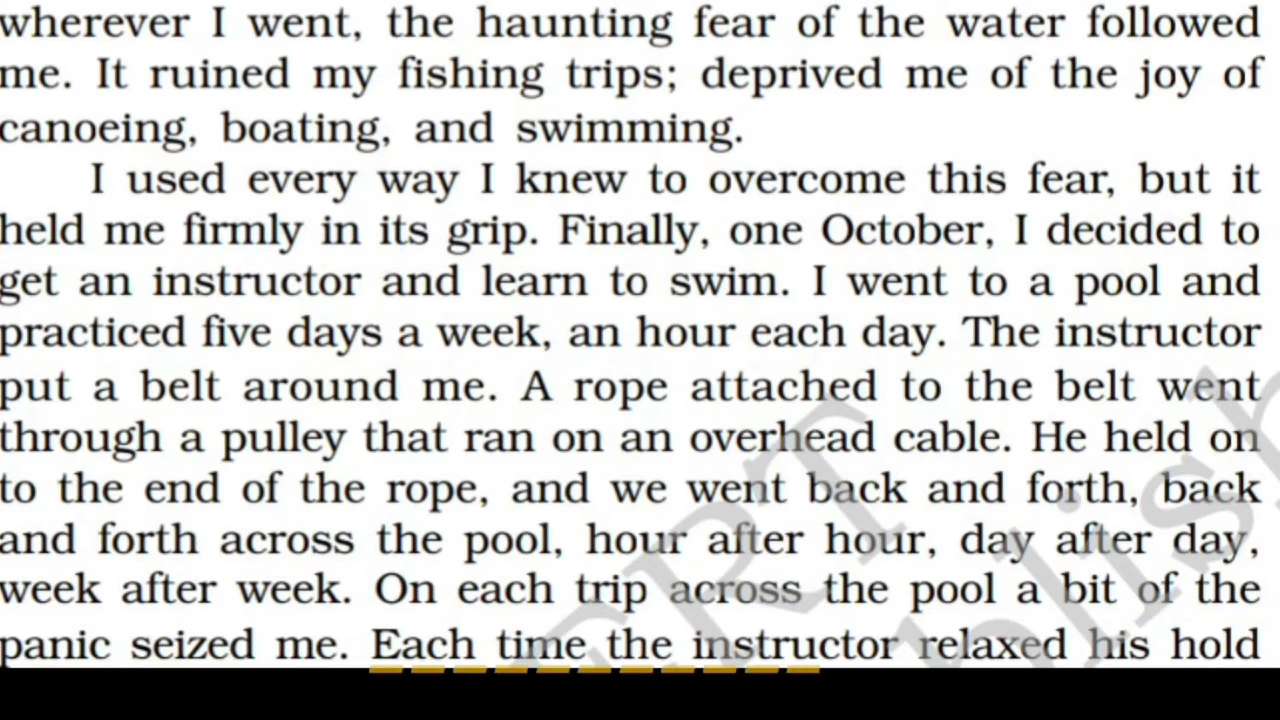 wherever I went, the haunting fear of the water followed
me. It ruined my fishing trips; deprived me of the joy of
canoeing, boating, and swimming.
I used every way I knew to overcome this fear, but it
held me firmly in its grip. Finally, one October, I decided to
get an instructor and learn to swim. I went to a pool and
practiced five days a week, an hour each day. The instructor
put a belt around me. A rope attached to the belt went
through a pulley that ran on an overhead cable. He held on
to the end of the rope, and we went back and forth, back
and forth across the pool, hour after hour, day after day,
week after week. On each trip across the pool a bit of the
panic seized me. Each time the instructor relaxed his hold